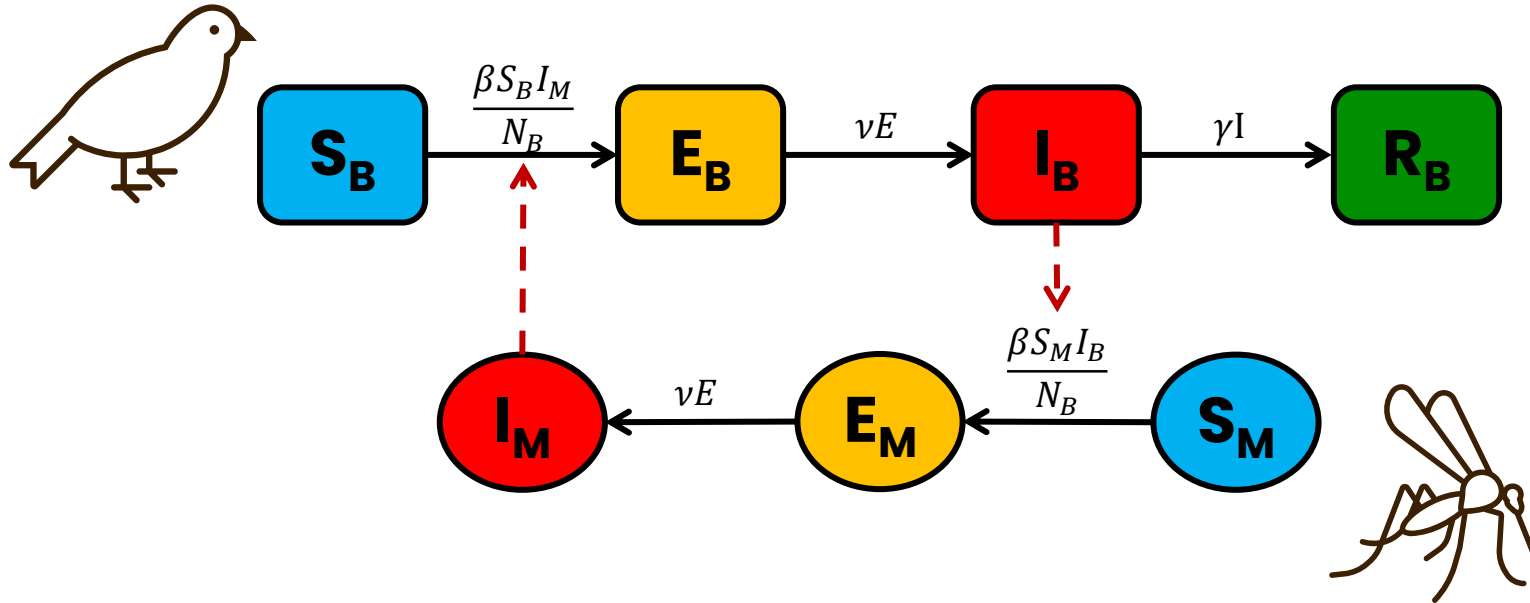 βS_B I_M
N_B
S_B
E_B
I_B
R_B
νE
γI
I_M
E_M
S_M
νE
βS_M I_B
N_B